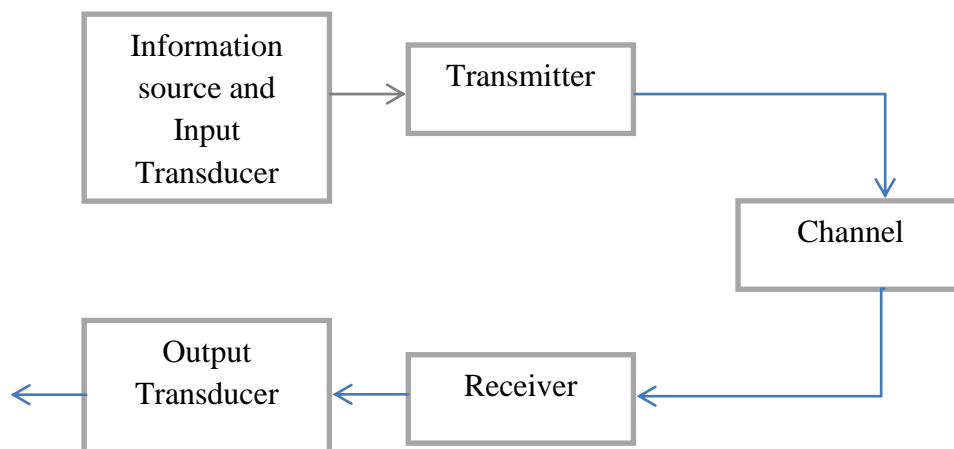 Information
source and
Input
Transducer
Transmitter
Channel
Receiver
Output
Transducer